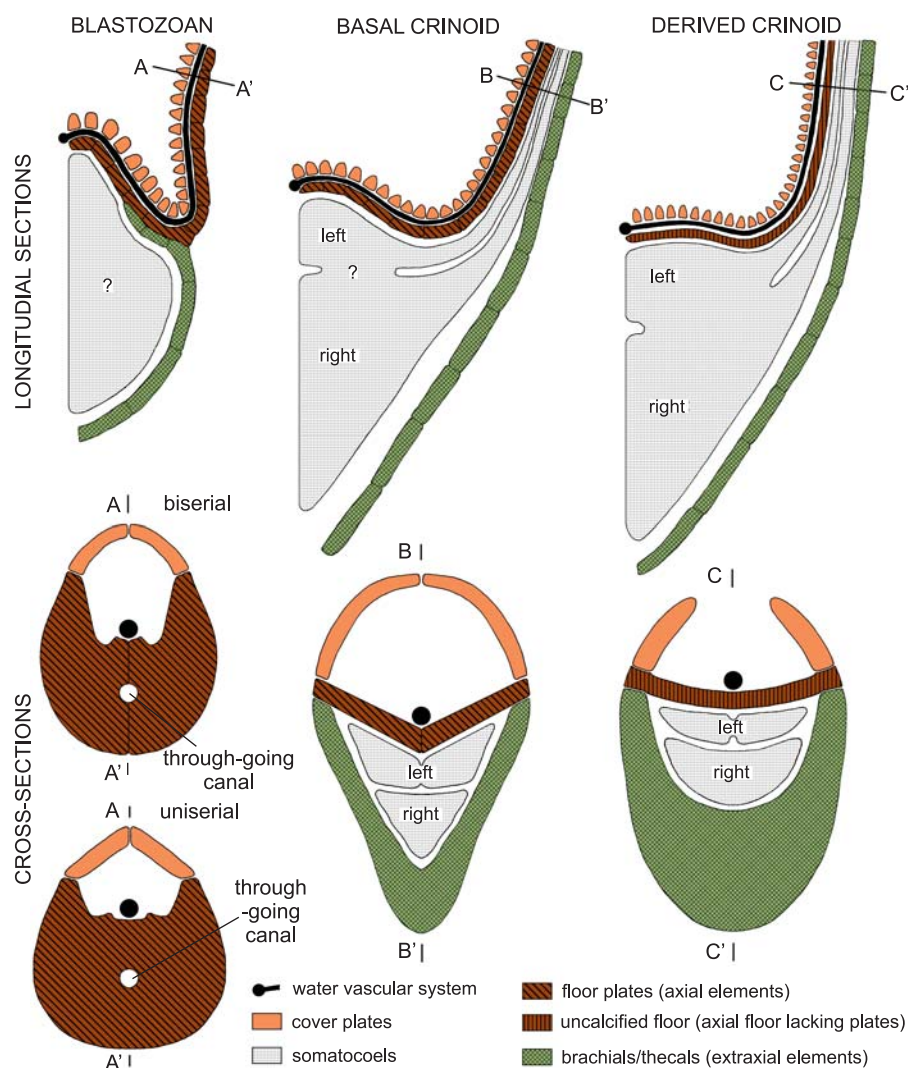 BLASTOZOAN
BASAL CRINOID
DERIVED CRINOID
LONGITUDIAL SECTIONS
A
A'
?
B
B'
left
?
right
C
C'
left
right
CROSS-SECTIONS
A
biserial
through-going
canal
A'
A
uniserial
through
-going
canal
A'
B
left
right
B'
C
left
right
C'
water vascular system
cover plates
somatocoels
floor plates (axial elements)
uncalcified floor (axial floor lacking plates)
brachials/thecals (extraxial elements)